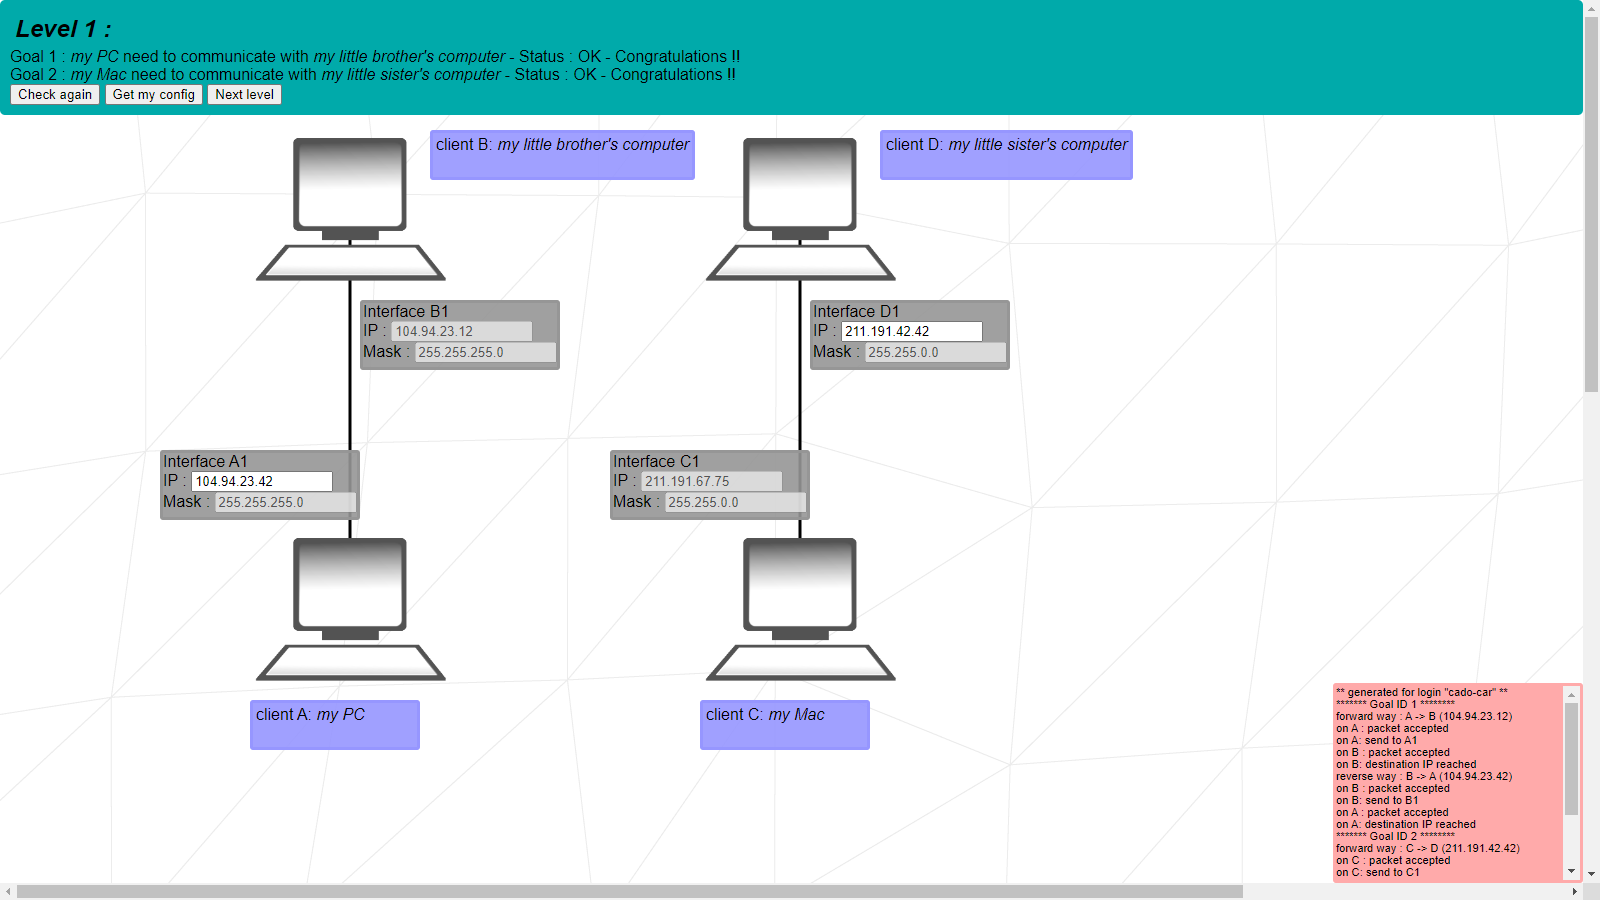 Level 1 :
Goal 1 : my PC need to communicate with my little brother's computer - Status : OK - Congratulations !!
Goal 2 : my Mac need to communicate with my little sister's computer - Status : OK - Congratulations !!
Check again Get my config Next level
client B: my little brother's computer
client D: my little sister's computer
Interface B1
IP : 104.94.23.12
Mask : 255.255.255.0
Interface D1
IP : 211.191.42.42
Mask : 255.255.0.0
Interface A1
IP : 104.94.23.42
Mask : 255.255.255.0
Interface C1
IP : 211.191.67.75
Mask : 255.255.0.0
client A: my PC
client C: my Mac
** generated for login "cado-car" **
******* Goal ID 1 ********
forward way : A -> B (104.94.23.12)
on A : packet accepted
on A: send to A1
on B : packet accepted
on B: destination IP reached
reverse way : B -> A (104.94.23.42)
on B : packet accepted
on B: send to B1
on A : packet accepted
on A: destination IP reached
******* Goal ID 2 ********
forward way : C -> D (211.191.42.42)
on C : packet accepted
on C: send to C1